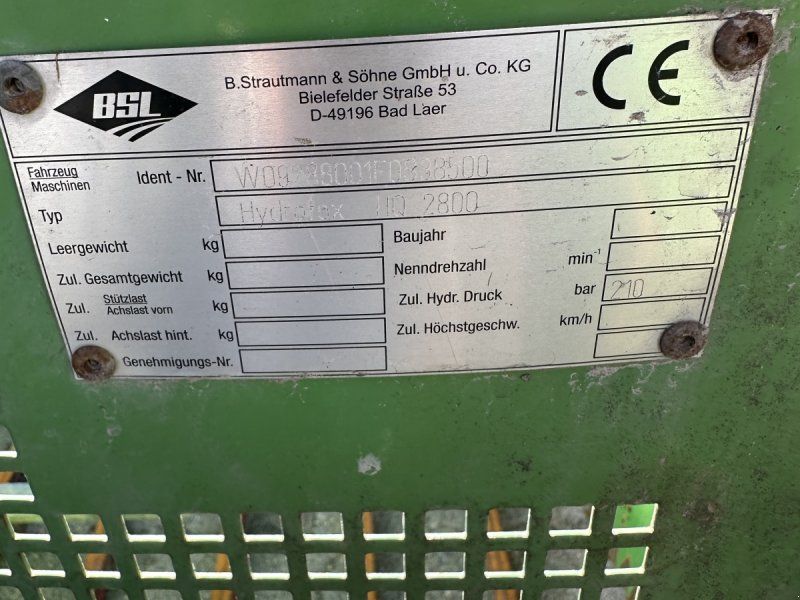 BSL
B.Strautmann & Söhne GmbH u. Co. KG
Bielefelder Straße 53
D-49196 Bad Laer
CE
Fahrzeug
Maschinen
Ident - Nr.
Typ
HQ 2800
Leergewicht kg
Baujahr
Zul. Gesamtgewicht kg
Nenndrehzahl min⁻¹
Zul. Stützlast
Achslast vorn kg
Zul. Hydr. Druck bar 210
Zul. Achslast hint. kg
Zul. Höchstgeschw. km/h
Genehmigungs-Nr.